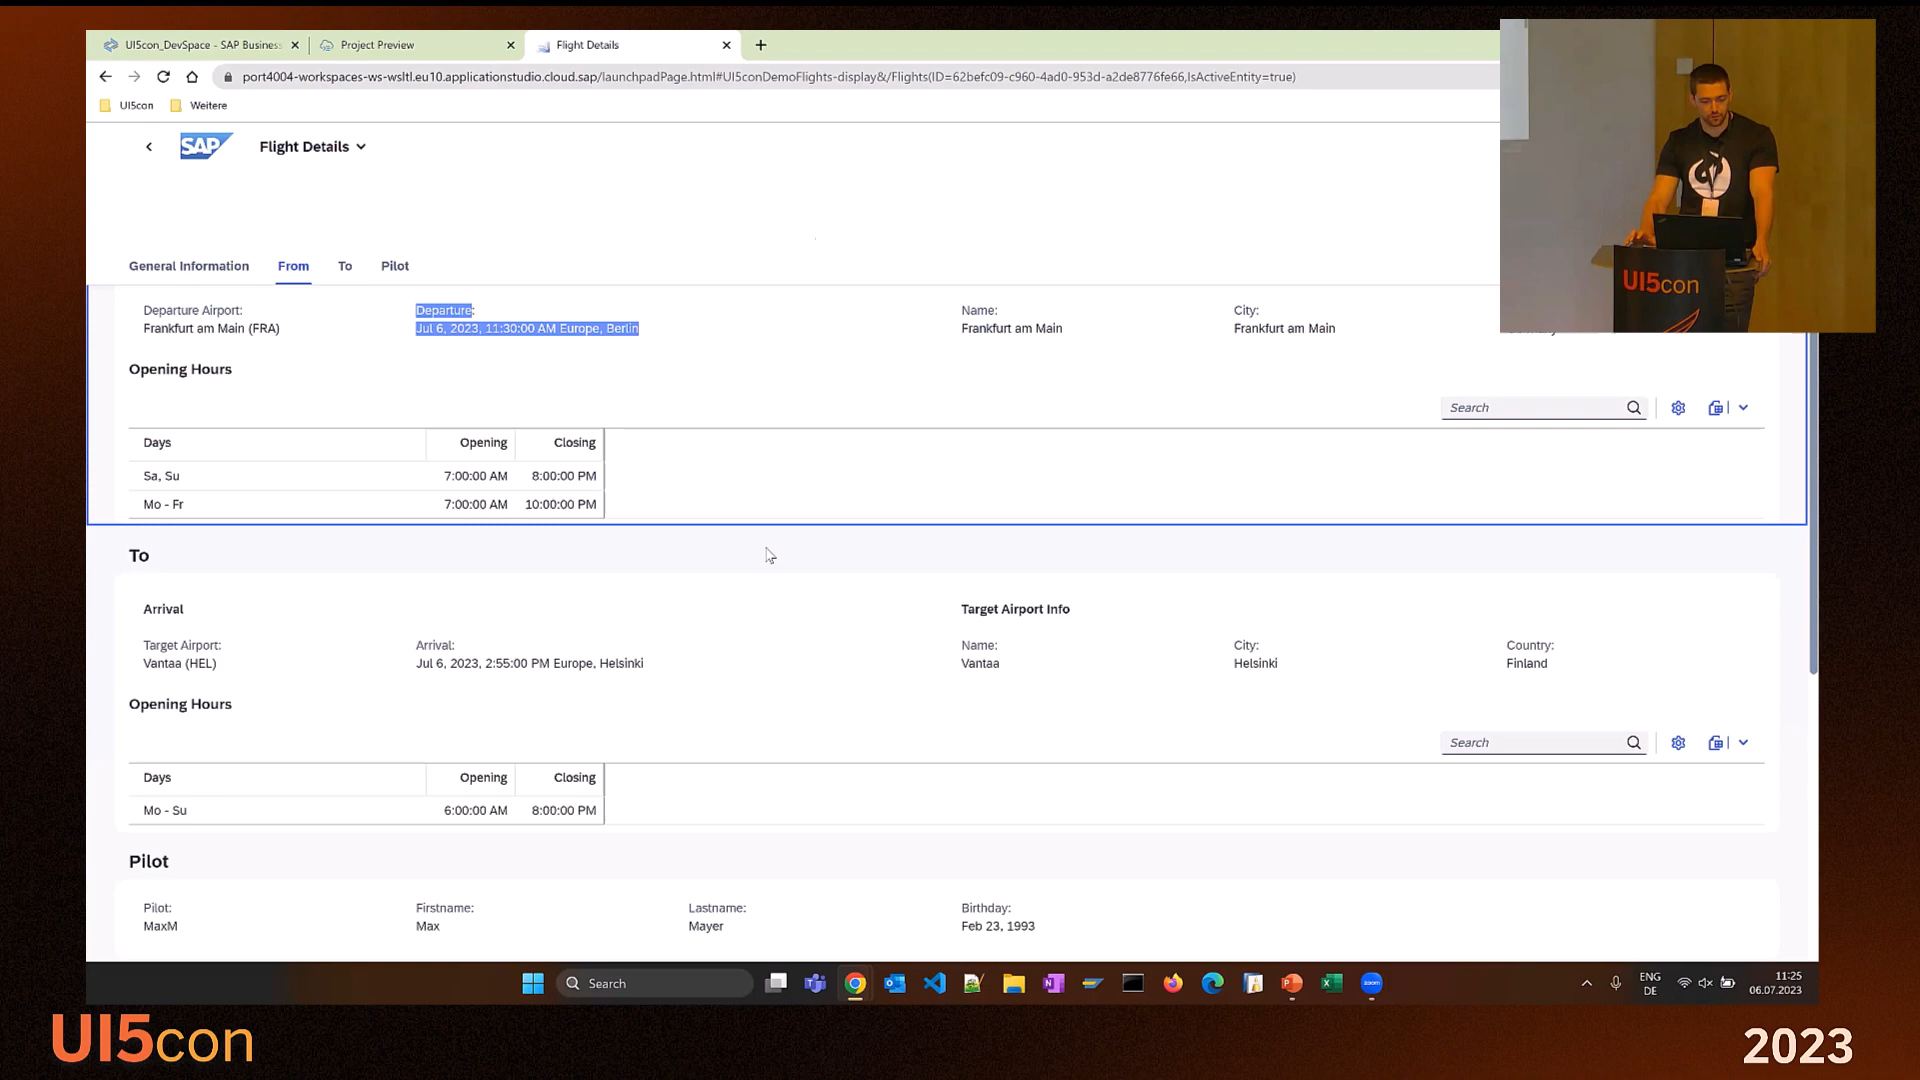 UI5con_DevSpace - SAP Business
Project Preview
Flight Details
port4004-workspaces-ws-wsltl.eu10.applicationstudio.cloud.sap/launchpadPage.html#UI5conDemoFlights-display&/Flights(ID=62befc09-c960-4ad0-953d-a2de8776fe66,IsActiveEntity=true)
UI5con
Weitere
SAP
Flight Details
General Information
From
To
Pilot
Departure Airport:
Frankfurt am Main (FRA)
Departure:
Jul 6, 2023, 11:30:00 AM Europe, Berlin
Name:
Frankfurt am Main
City:
Frankfurt am Main
Opening Hours
Search
Days Opening Closing
Sa, Su 7:00:00 AM 8:00:00 PM
Mo - Fr 7:00:00 AM 10:00:00 PM
To
Arrival
Target Airport Info
Target Airport:
Vantaa (HEL)
Arrival:
Jul 6, 2023, 2:55:00 PM Europe, Helsinki
Name:
Vantaa
City:
Helsinki
Country:
Finland
Opening Hours
Search
Days Opening Closing
Mo - Su 6:00:00 AM 8:00:00 PM
Pilot
Pilot:
MaxM
Firstname:
Max
Lastname:
Mayer
Birthday:
Feb 23, 1993
Search
ENG
DE
11:25
06.07.2023
UI5con
UI5con
2023